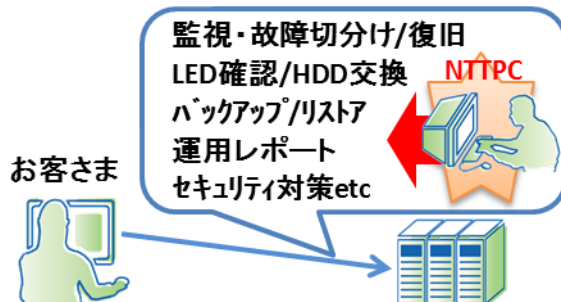 監視・故障切分け/復旧
LED確認/HDD交換
NTTPC
バックアップ/リストア
運用レポート
お客さま
セキュリティ対策etc